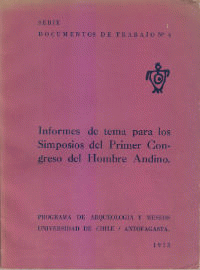 SERIE
DOCUMENTOS DE TRABAJO Nº 4
Informes de tema para los
Simposios del Primer Con-
greso del Hombre Andino.
PROGRAMA DE ARQUEOLOGIA Y MUSEOS
UNIVERSIDAD DE CHILE / ANTOFAGASTA.
1973